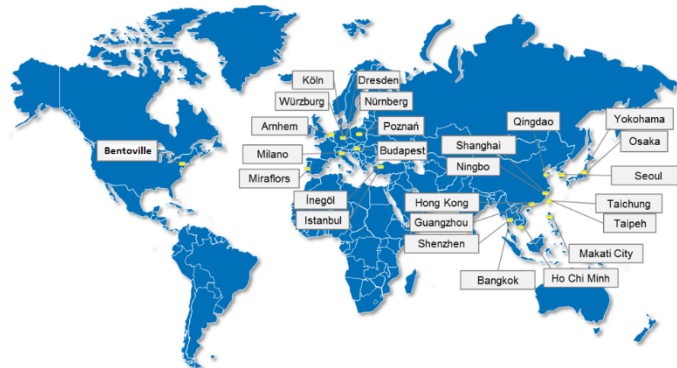 Köln
Dresden
Würzburg
Nürnberg
Arnhem
Poznań
Bentoville
Milano
Budapest
Miraflors
İnegöl
Istanbul
Qingdao
Yokohama
Shanghai
Osaka
Ningbo
Seoul
Hong Kong
Taichung
Guangzhou
Taipeh
Shenzhen
Makati City
Bangkok
Ho Chi Minh